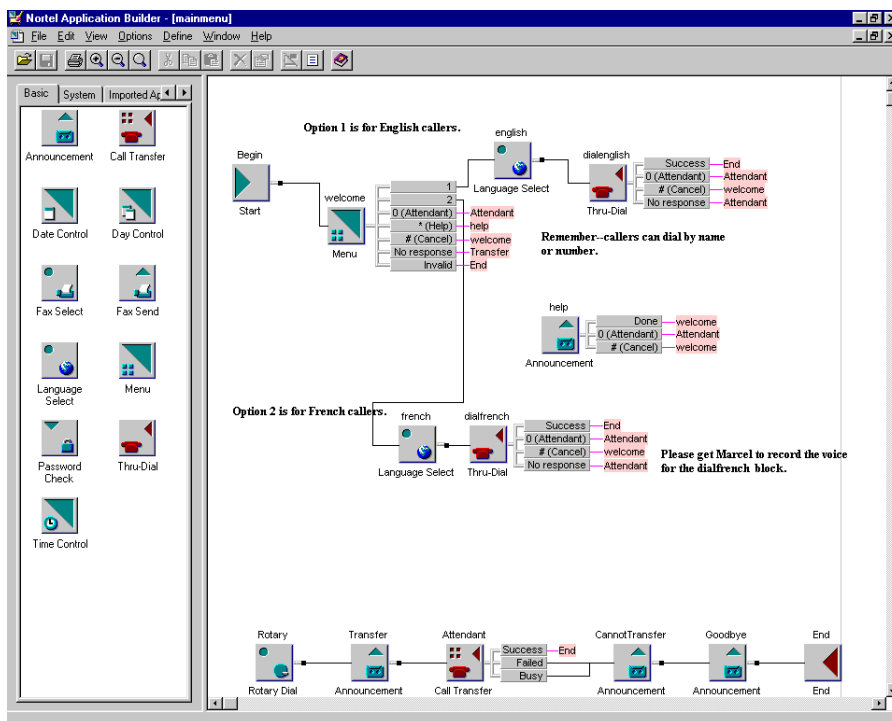 Nortel Application Builder - [mainmenu]
File Edit View Options Define Window Help
Basic System Imported Ap
Announcement Call Transfer
Date Control Day Control
Fax Select Fax Send
Language Select Menu
Password Check Thru-Dial
Time Control
Option 1 is for English callers.
Begin
Start
welcome
Menu
1
2
0 (Attendant) Attendant
* (Help) help
# (Cancel) welcome
No response Transfer
Invalid End
english
Language Select
dialenglish
Thru-Dial
Success End
0 (Attendant) Attendant
# (Cancel) welcome
No response Attendant
Remember--callers can dial by name
or number.
help
Announcement
Done welcome
0 (Attendant) Attendant
# (Cancel) welcome
Option 2 is for French callers.
french
Language Select
dialfrench
Thru-Dial
Success End
0 (Attendant) Attendant
# (Cancel) welcome
No response Attendant
Please get Marcel to record the voice
for the dialfrench block.
Rotary
Rotary Dial
Transfer
Announcement
Attendant
Call Transfer
Success End
Failed
Busy
CannotTransfer
Announcement
Goodbye
Announcement
End
End